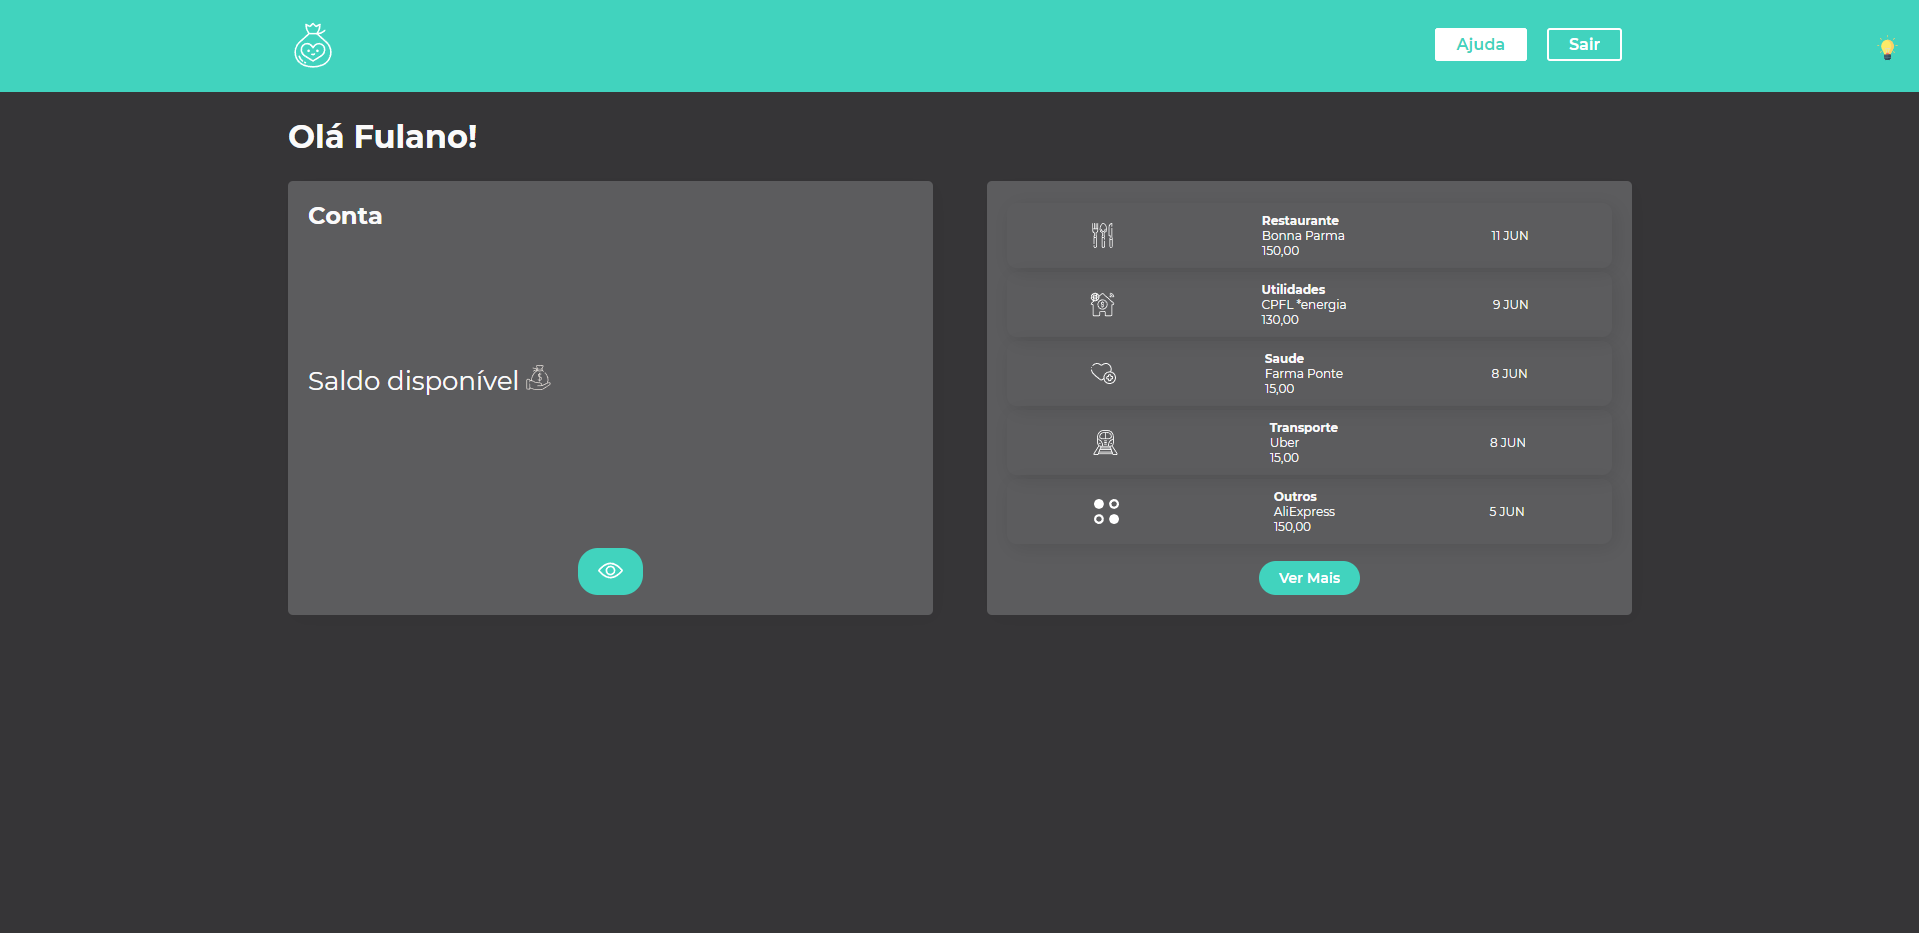 Ajuda
Sair
Olá Fulano!
Conta
Saldo disponível
Restaurante
Bonna Parma
150,00
11 JUN
Utilidades
CPFL *energia
130,00
9 JUN
Saude
Farma Ponte
15,00
8 JUN
Transporte
Uber
15,00
8 JUN
Outros
AliExpress
150,00
5 JUN
Ver Mais